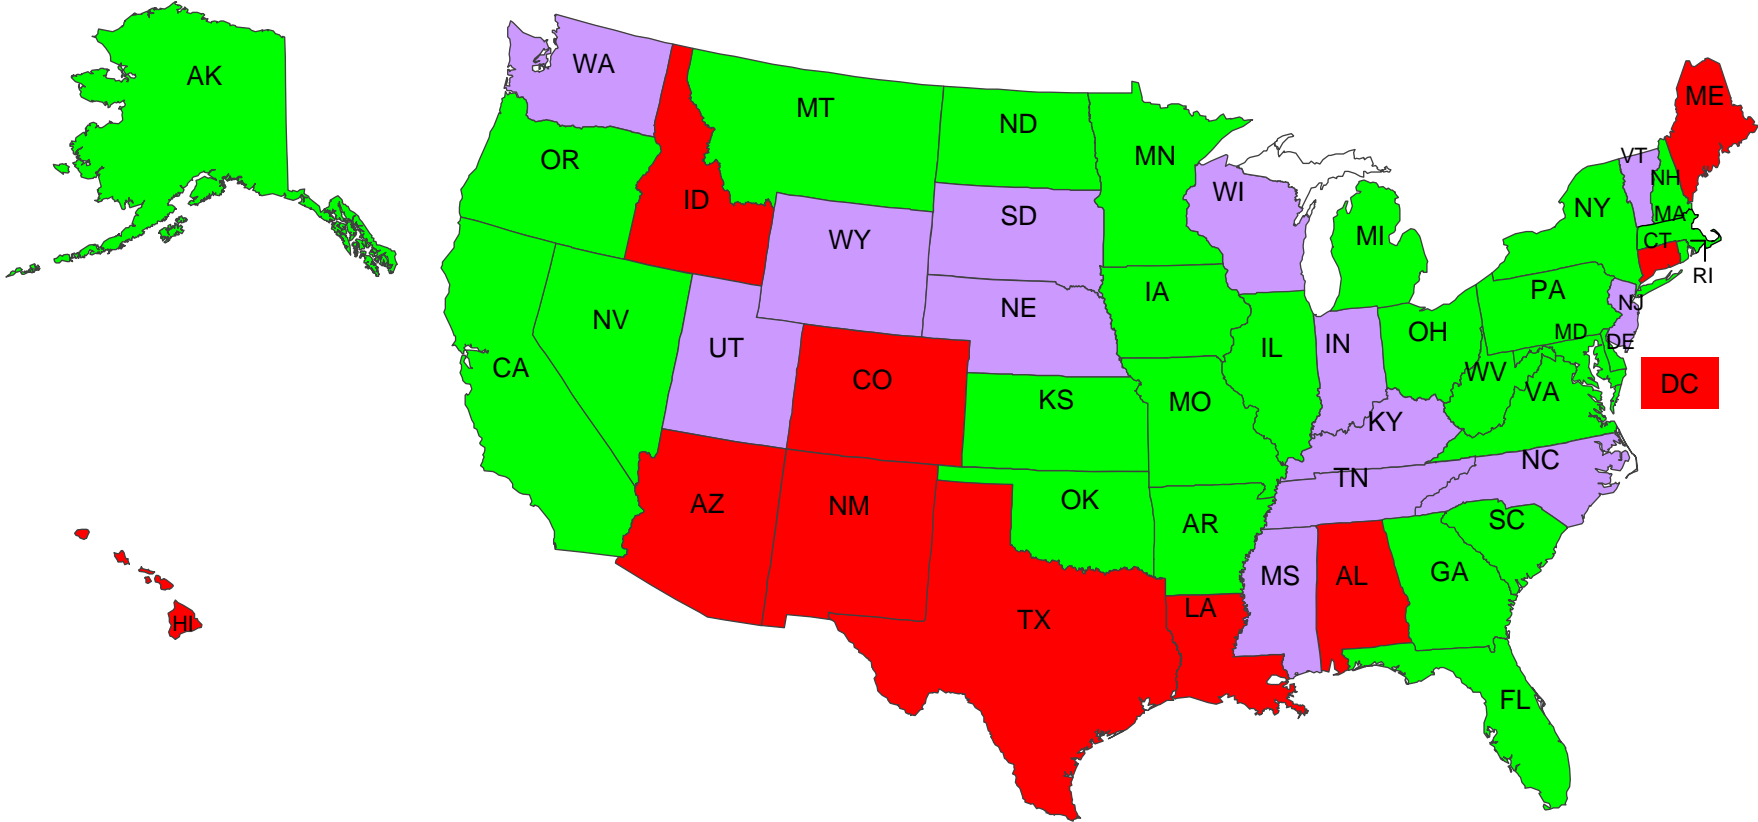 AK
WA
MT
ND
MN
ME
OR
ID
SD
WI
VT
NH
NY
MA
MI
WY
CT
RI
NE
IA
PA
NJ
NV
UT
IL
IN
OH
MD
DE
CA
CO
KS
MO
WV
VA
DC
KY
NC
TN
AZ
NM
OK
AR
SC
MS
AL
GA
LA
TX
HI
FL